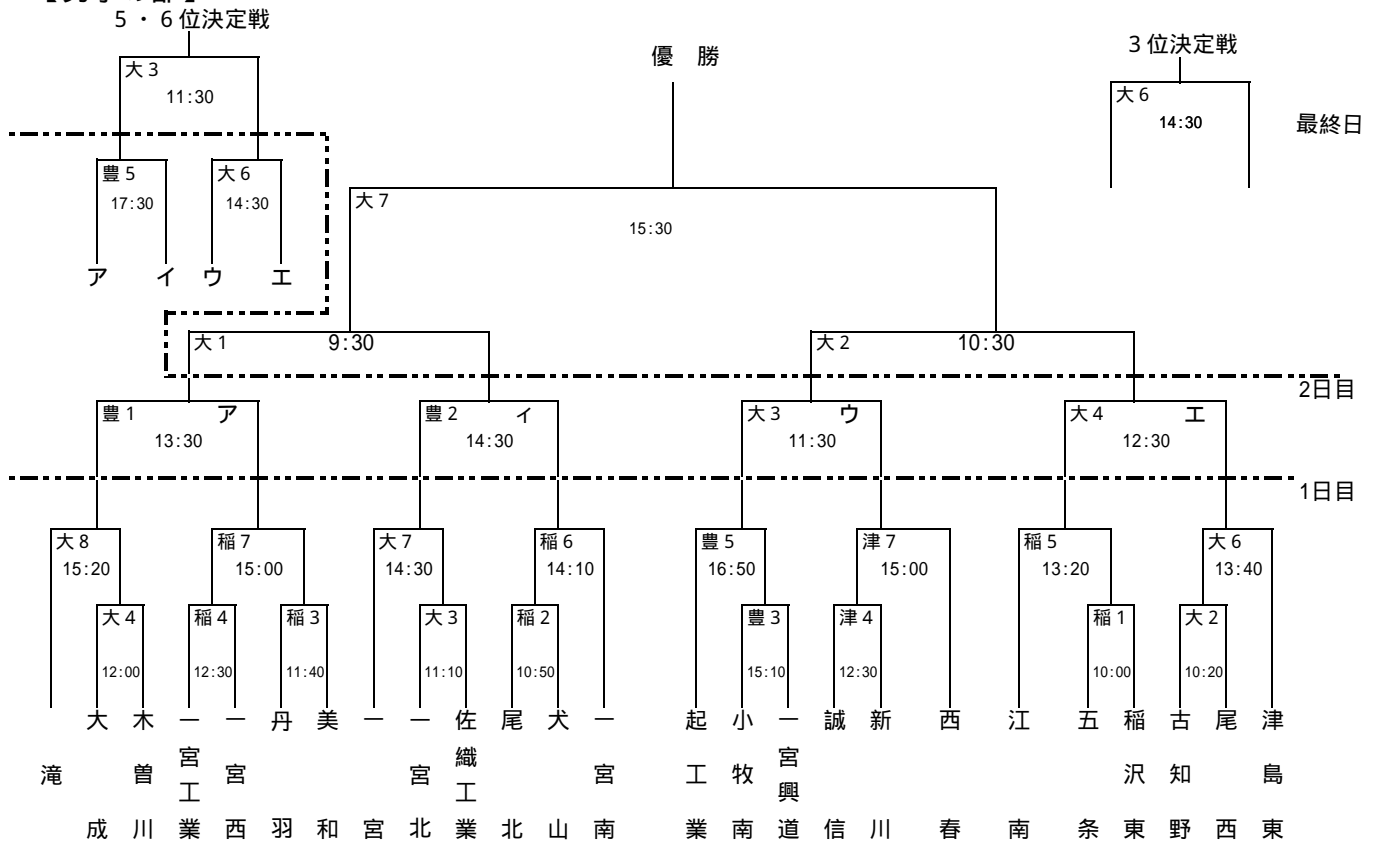 5・6位決定戦
3位決定戦
優 勝
大3
11:30
大6
14:30
最終日
豊5
17:30
大6
14:30
大7
15:30
ア イ ウ エ
大1 9:30
大2 10:30
2日目
豊1 ア
13:30
豊2 イ
14:30
大3 ウ
11:30
大4 エ
12:30
1日目
大8
15:20
稲7
15:00
大7
14:30
稲6
14:10
豊5
16:50
津7
15:00
稲5
13:20
大6
13:40
大4
12:00
稲4
12:30
稲3
11:40
大3
11:10
稲2
10:50
豊3
15:10
津4
12:30
稲1
10:00
大2
10:20
滝
大成
木曽川
一宮工業
一宮西
丹羽
美和
一宮
一宮北
佐織工業
尾北
犬山
一宮南
起工業
小牧南
一宮興道
誠信
新川
西春
江南
五条
稲沢東
古知野
尾西
津島東